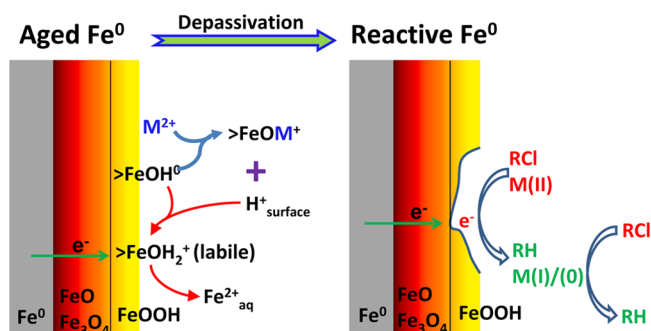 Depassivation
Aged Fe⁰
Reactive Fe⁰
M²⁺
>FeOM⁺
>FeOH⁰
+
H⁺surface
e⁻
>FeOH₂⁺ (labile)
Fe²⁺aq
FeO
Fe⁰
Fe₃O₄
FeOOH
RCl
M(II)
e⁻
e⁻
RH
M(I)/(0)
RCl
FeO
Fe⁰
Fe₃O₄
FeOOH
RH